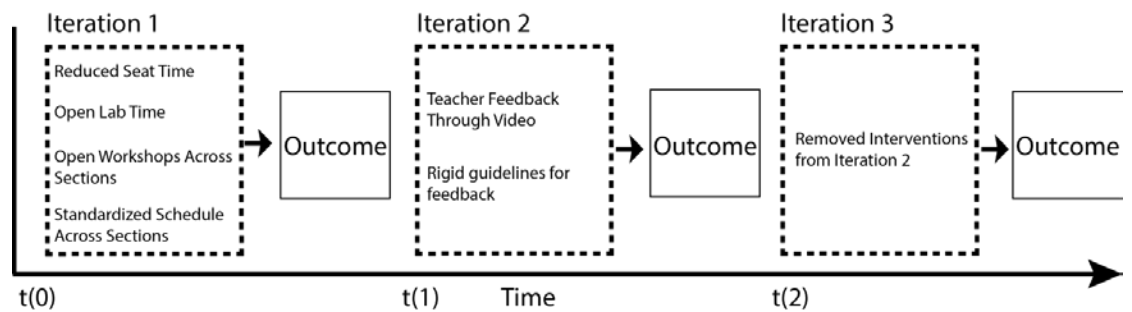 Iteration 1
Reduced Seat Time
Open Lab Time
Open Workshops Across
Sections
Standardized Schedule
Across Sections
Outcome
Iteration 2
Teacher Feedback
Through Video
Rigid guidelines for
feedback
Outcome
Iteration 3
Removed Interventions
from Iteration 2
Outcome
t(0)
t(1)
Time
t(2)